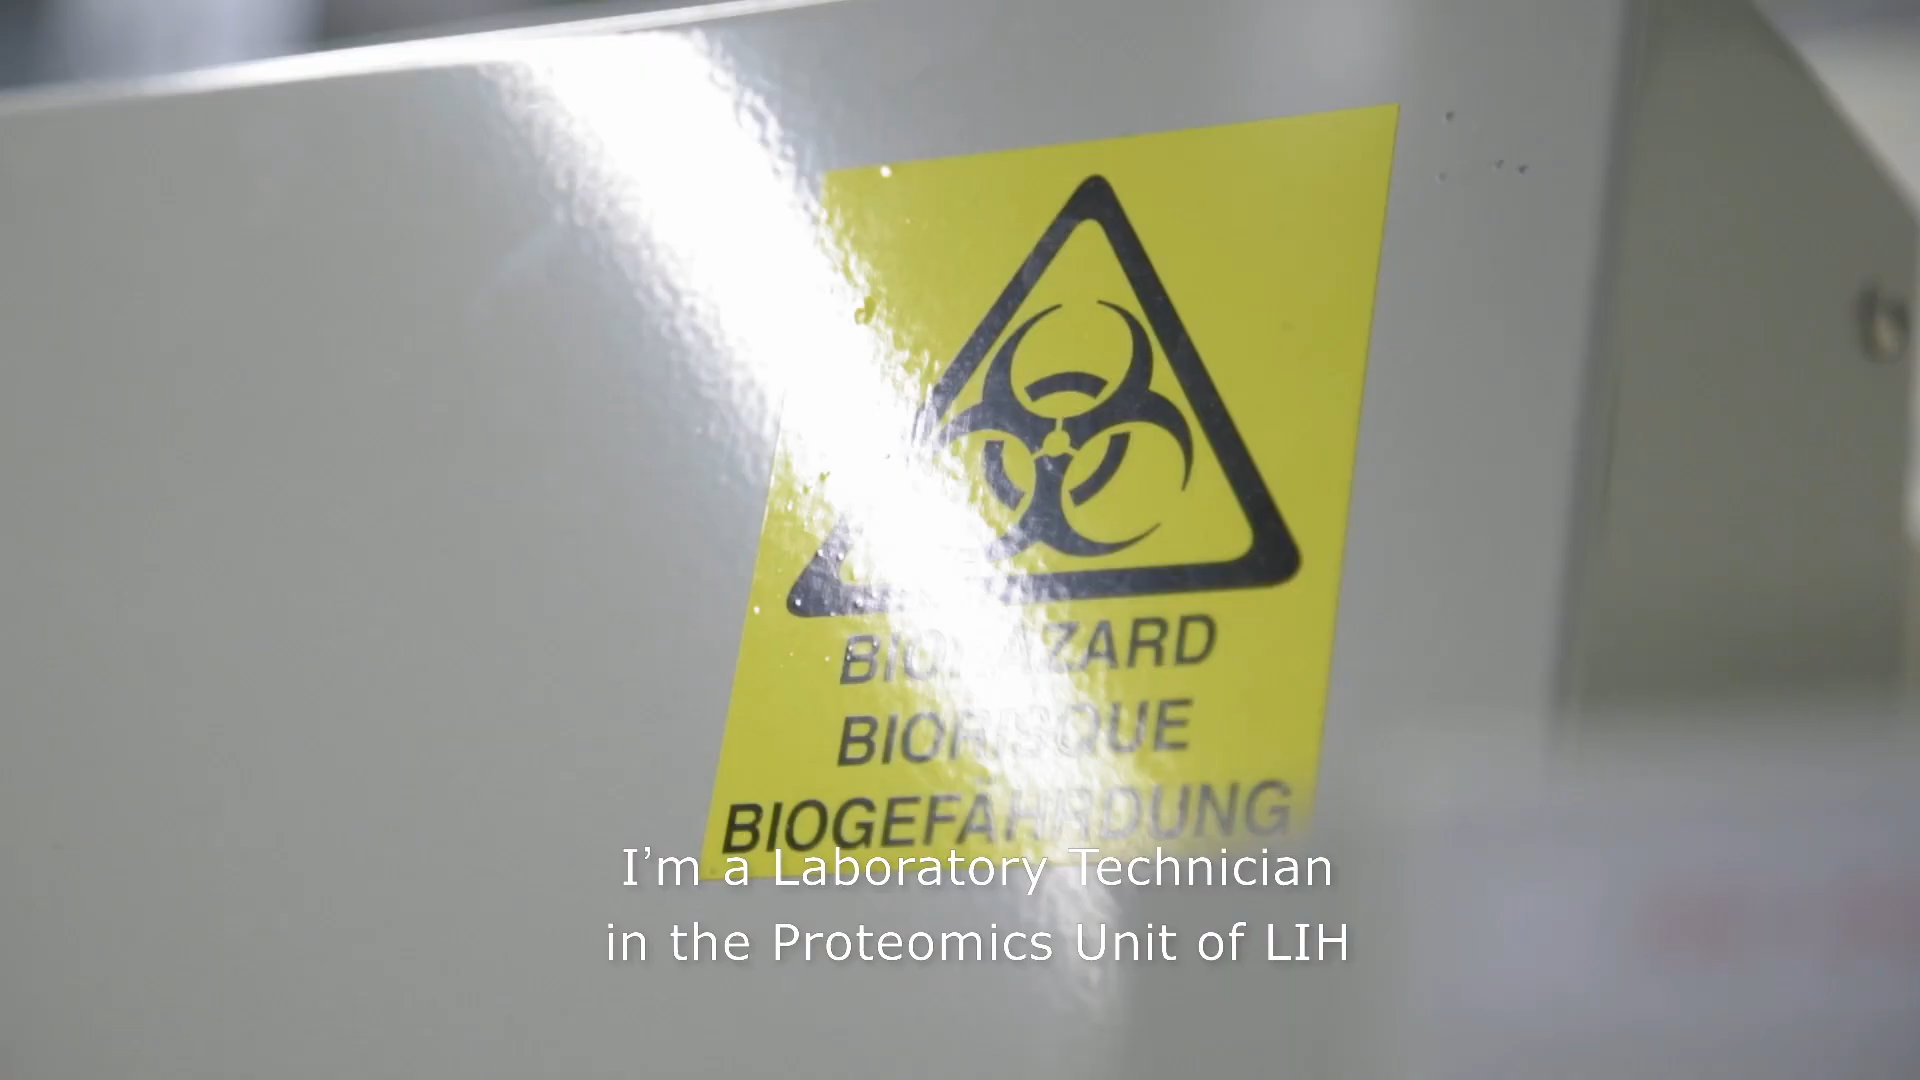 BIOHAZARD
BIORISQUE
BIOGEFÄHRDUNG
I’m a Laboratory Technician
in the Proteomics Unit of LIH